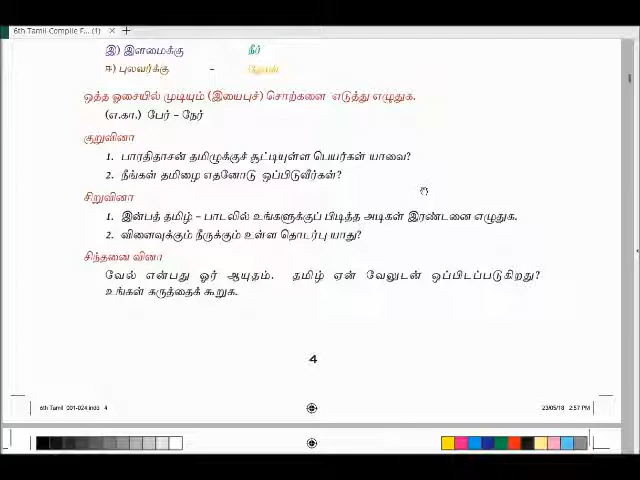 6th Tamil Compile F... (1)
இ) இளமைக்கு நீர்
ஈ) புலவர்க்கு - தோள்
ஒத்த ஓசையில் முடியும் (இயைபுச்) சொற்களை எடுத்து எழுதுக.
(எ.கா.) பேர் – நேர்
குறுவினா
1. பாரதிதாசன் தமிழுக்குச் சூட்டியுள்ள பெயர்கள் யாவை?
2. நீங்கள் தமிழை எதனோடு ஒப்பிடுவீர்கள்?
சிறுவினா
1. இன்பத் தமிழ் – பாடலில் உங்களுக்குப் பிடித்த அடிகள் இரண்டனை எழுதுக.
2. விளைவுக்கும் நீருக்கும் உள்ள தொடர்பு யாது?
சிந்தனை வினா
வேல் என்பது ஓர் ஆயுதம். தமிழ் ஏன் வேலுடன் ஒப்பிடப்படுகிறது?
உங்கள் கருத்தைக் கூறுக.
4
6th Tamil 001-024.indd 4 23/05/18 2:57 PM